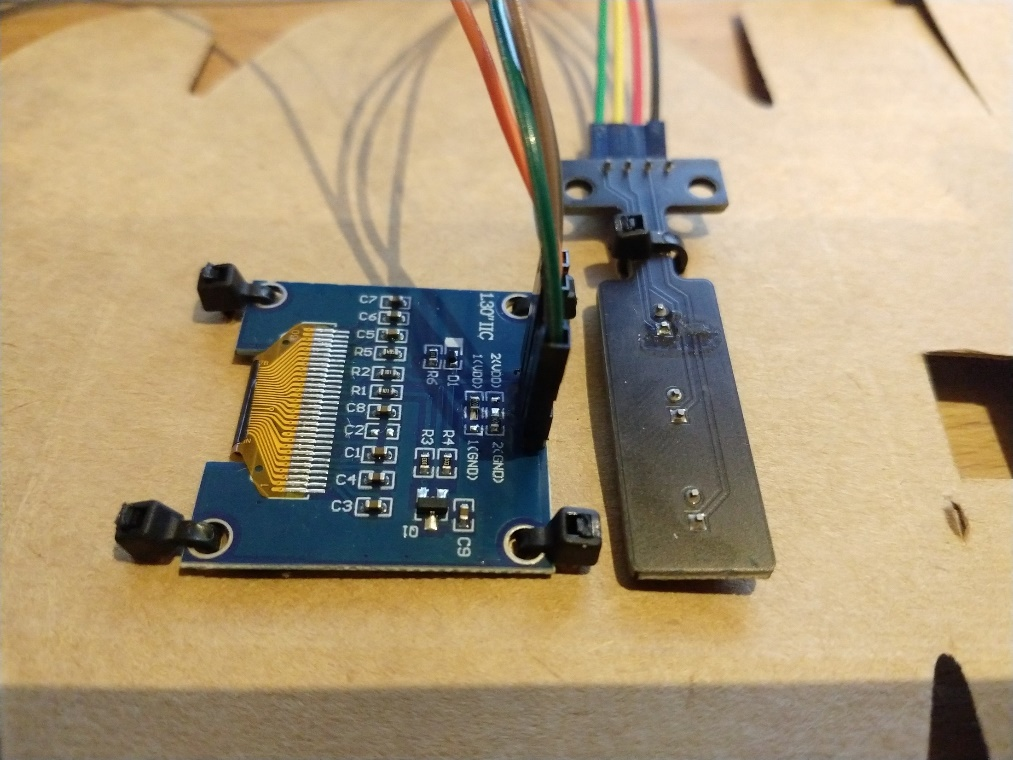 C7
C6
C5
R5
R2
R1
C8
C2
C1
C4
C3
1.30" IIC
R6
D1
1(VDD)
2(VDD)
R3
R4
1(GND)
2(GND)
Q1
C9